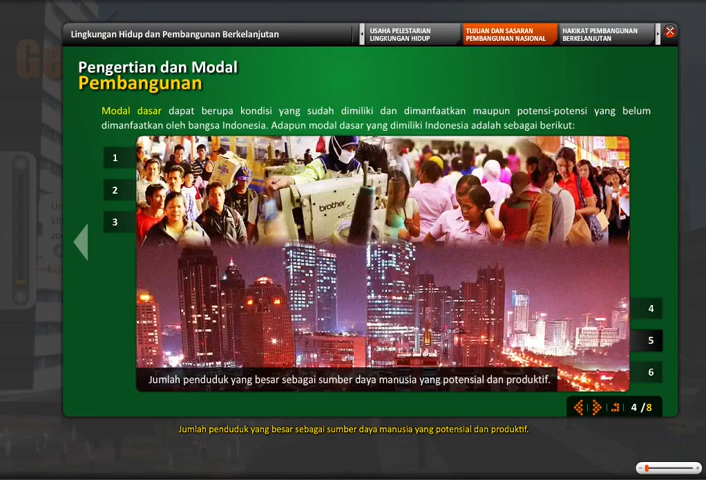 Lingkungan Hidup dan Pembangunan Berkelanjutan
USAHA PELESTARIAN
LINGKUNGAN HIDUP
TUJUAN DAN SASARAN
PEMBANGUNAN NASIONAL
HAKIKAT PEMBANGUNAN
BERKELANJUTAN
Pengertian dan Modal
Pembangunan
Modal dasar dapat berupa kondisi yang sudah dimiliki dan dimanfaatkan maupun potensi-potensi yang belum
dimanfaatkan oleh bangsa Indonesia. Adapun modal dasar yang dimiliki Indonesia adalah sebagai berikut:
1
2
3
brother
4
5
6
Jumlah penduduk yang besar sebagai sumber daya manusia yang potensial dan produktif.
4 /8
Jumlah penduduk yang besar sebagai sumber daya manusia yang potensial dan produktif.